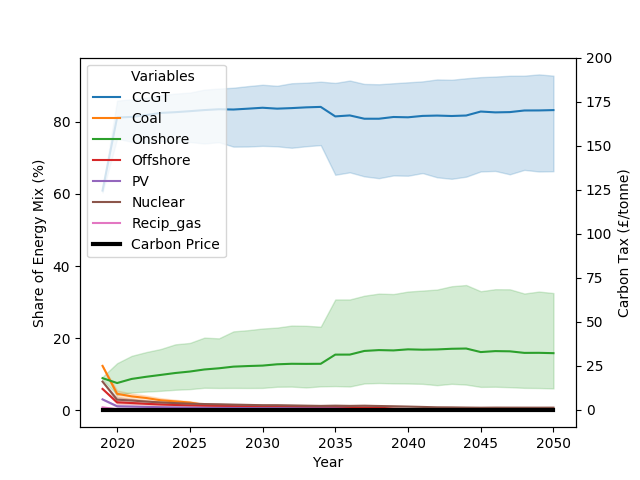 Variables
CCGT
Coal
Onshore
Offshore
PV
Nuclear
Recip_gas
Carbon Price
Share of Energy Mix (%)
80
60
40
20
0
200
175
150
125
100
75
50
25
0
Carbon Tax (£/tonne)
2020 2025 2030 2035 2040 2045 2050
Year